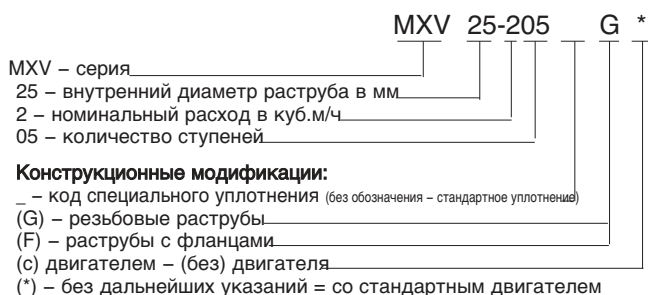 MXV 25-205 _ G *
MXV – серия
25 – внутренний диаметр раструба в мм
2 – номинальный расход в куб.м/ч
05 – количество ступеней
Конструкционные модификации:
_ – код специального уплотнения (без обозначения – стандартное уплотнение)
(G) – резьбовые раструбы
(F) – раструбы с фланцами
(с) двигателем – (без) двигателя
(*) – без дальнейших указаний = со стандартным двигателем